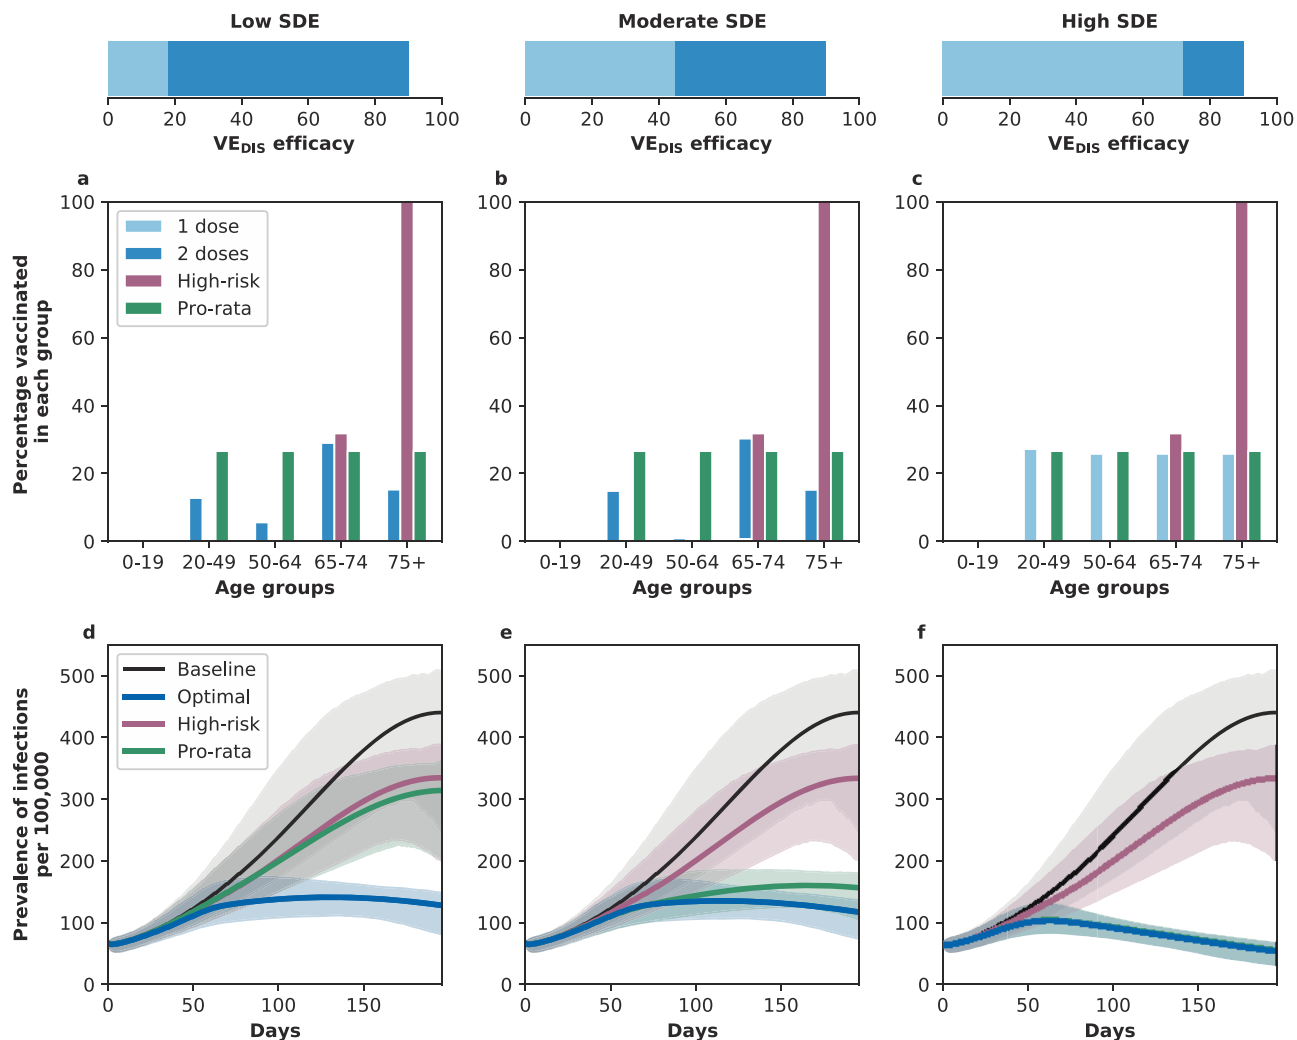 Low SDE
Moderate SDE
High SDE
0 20 40 60 80 100
0 20 40 60 80 100
0 20 40 60 80 100
VE_DIS efficacy
VE_DIS efficacy
VE_DIS efficacy
a
b
c
Percentage vaccinated
in each group
100
80
60
40
20
0
1 dose
2 doses
High-risk
Pro-rata
0-19 20-49 50-64 65-74 75+
Age groups
100
80
60
40
20
0
0-19 20-49 50-64 65-74 75+
Age groups
100
80
60
40
20
0
0-19 20-49 50-64 65-74 75+
Age groups
d
e
f
Prevalence of infections
per 100,000
500
400
300
200
100
0
Baseline
Optimal
High-risk
Pro-rata
0 50 100 150
Days
500
400
300
200
100
0
0 50 100 150
Days
500
400
300
200
100
0
0 50 100 150
Days